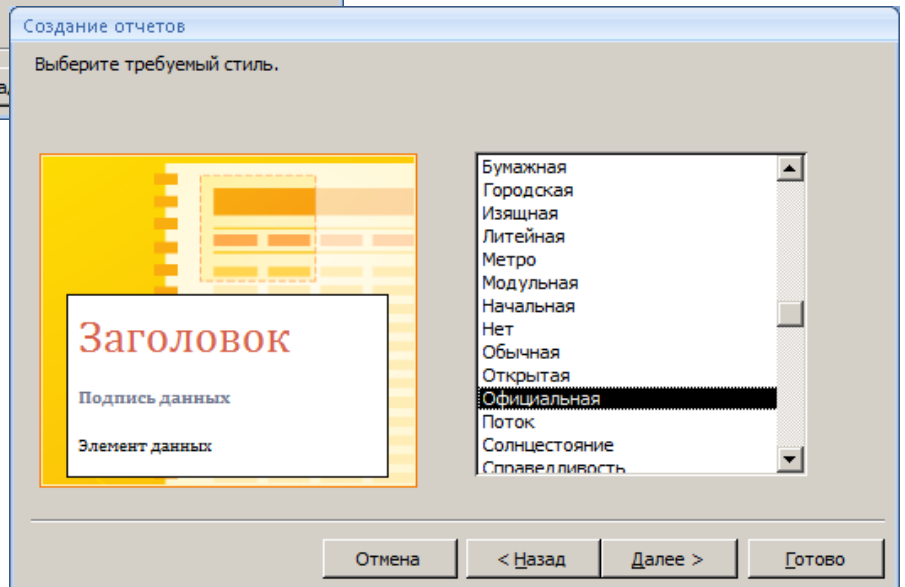 Создание отчетов
Выберите требуемый стиль.
Заголовок
Подпись данных
Элемент данных
Бумажная
Городская
Изящная
Литейная
Метро
Модульная
Начальная
Нет
Обычная
Открытая
Официальная
Поток
Солнцестояние
Справедливость
Отмена
< Назад
Далее >
Готово